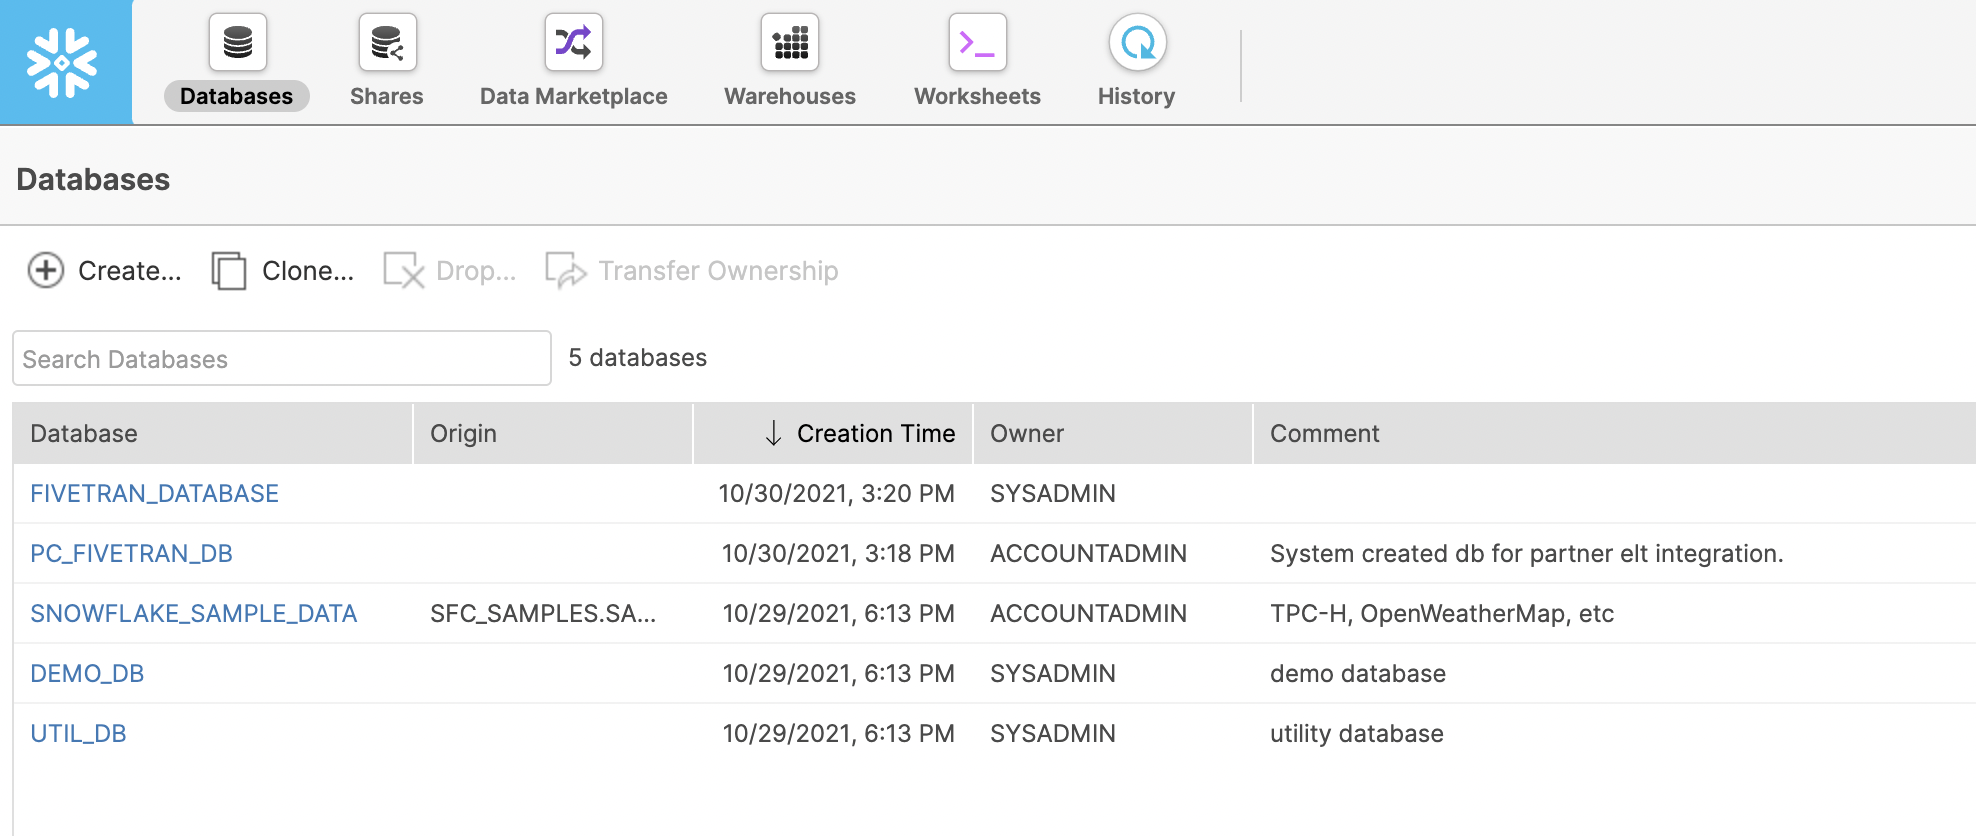 Databases Shares Data Marketplace Warehouses Worksheets History
Databases
Create... Clone... Drop... Transfer Ownership
Search Databases 5 databases
Database Origin ↓ Creation Time Owner Comment
FIVETRAN_DATABASE 10/30/2021, 3:20 PM SYSADMIN
PC_FIVETRAN_DB 10/30/2021, 3:18 PM ACCOUNTADMIN System created db for partner elt integration.
SNOWFLAKE_SAMPLE_DATA SFC_SAMPLES.SA... 10/29/2021, 6:13 PM ACCOUNTADMIN TPC-H, OpenWeatherMap, etc
DEMO_DB 10/29/2021, 6:13 PM SYSADMIN demo database
UTIL_DB 10/29/2021, 6:13 PM SYSADMIN utility database